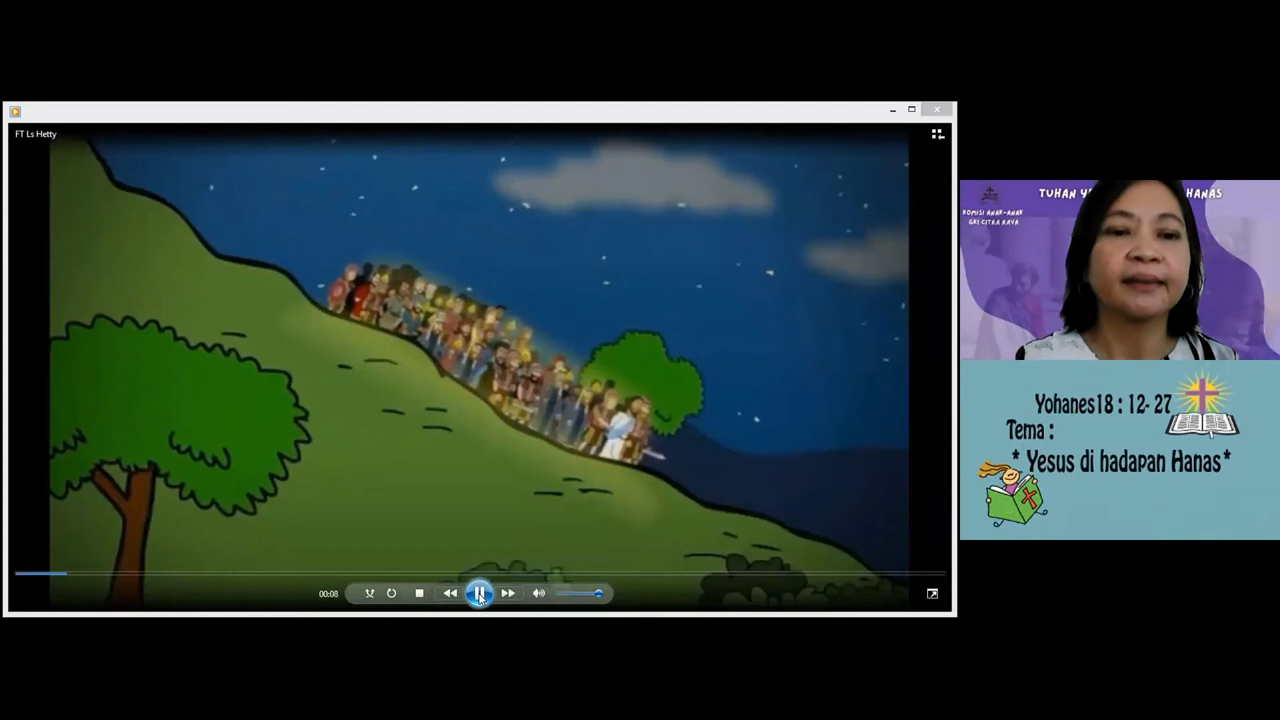 FT Ls Hetty
00:08
TUHAN
HANAS
KOMISI ANAK-ANAK
GKI CITRA RAYA
Yohanes18 : 12- 27
Tema :
* Yesus di hadapan Hanas*